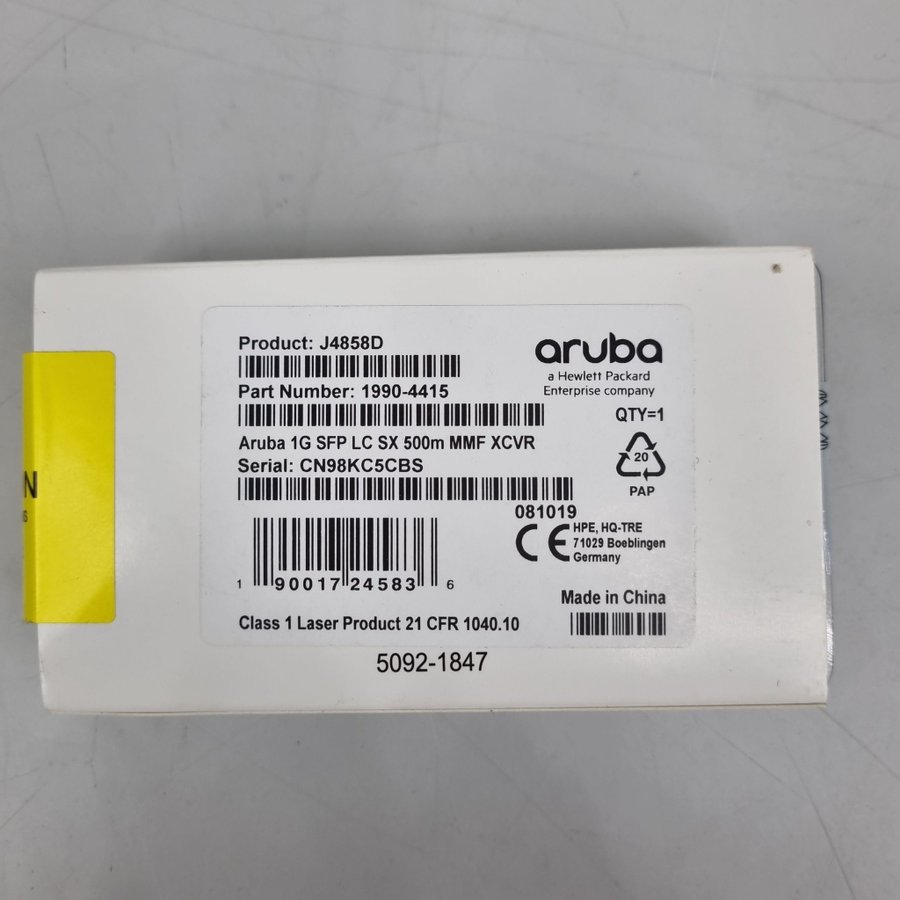 Product: J4858D
aruba
a Hewlett Packard
Enterprise company
Part Number: 1990-4415
QTY=1
Aruba 1G SFP LC SX 500m MMF XCVR
Serial: CN98KC5CBS
20
PAP
081019
CE
HPE, HQ-TRE
71029 Boeblingen
Germany
1 90017 24583 6
Made in China
Class 1 Laser Product 21 CFR 1040.10
5092-1847
N